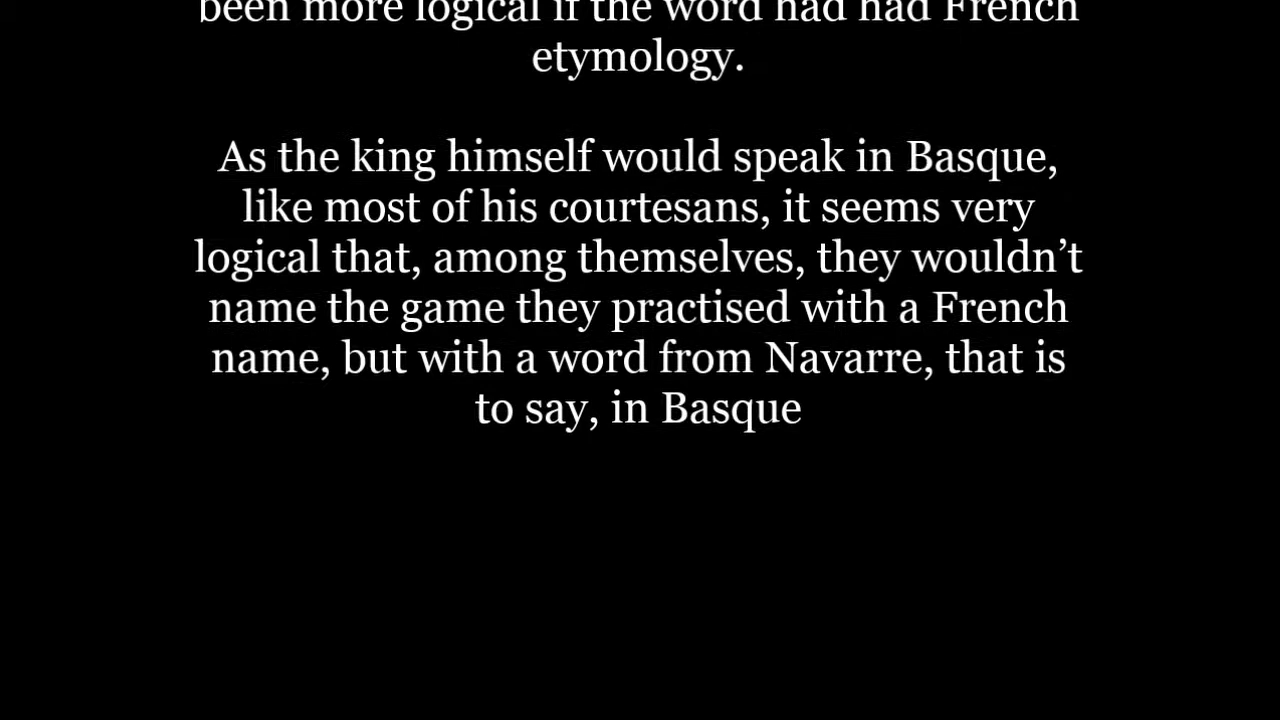 been more logical if the word had had French
etymology.
As the king himself would speak in Basque,
like most of his courtesans, it seems very
logical that, among themselves, they wouldn’t
name the game they practised with a French
name, but with a word from Navarre, that is
to say, in Basque